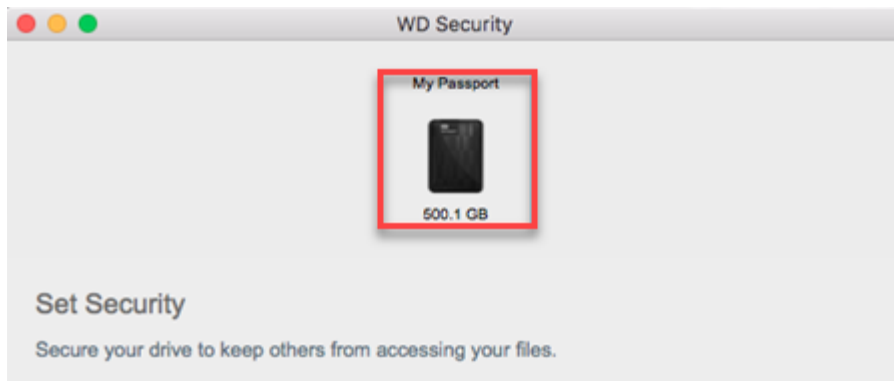 WD Security
My Passport
500.1 GB
Set Security
Secure your drive to keep others from accessing your files.